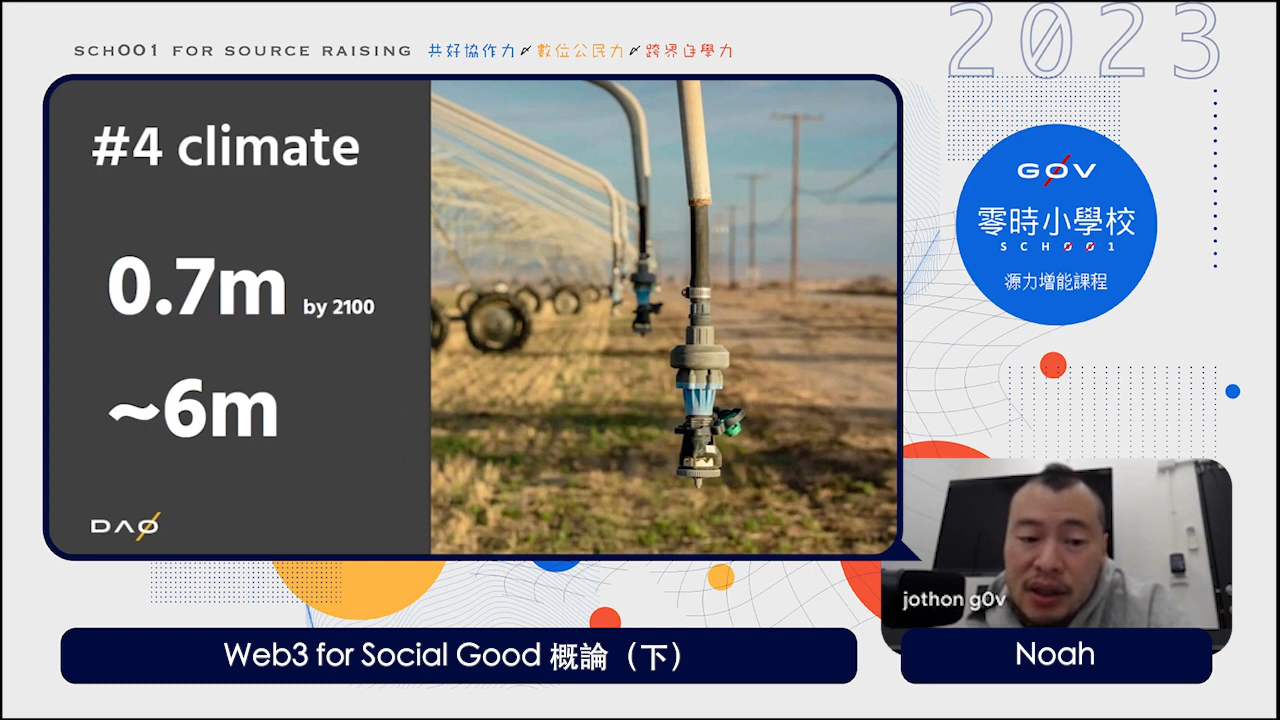 2023
SCH001 FOR SOURCE RAISING 共好協作力 數位公民力 跨界自學力
#4 climate
0.7m by 2100
~6m
DAO
G0V
零時小學校
SCH001
源力增能課程
jothon g0v
Web3 for Social Good 概論（下）
Noah